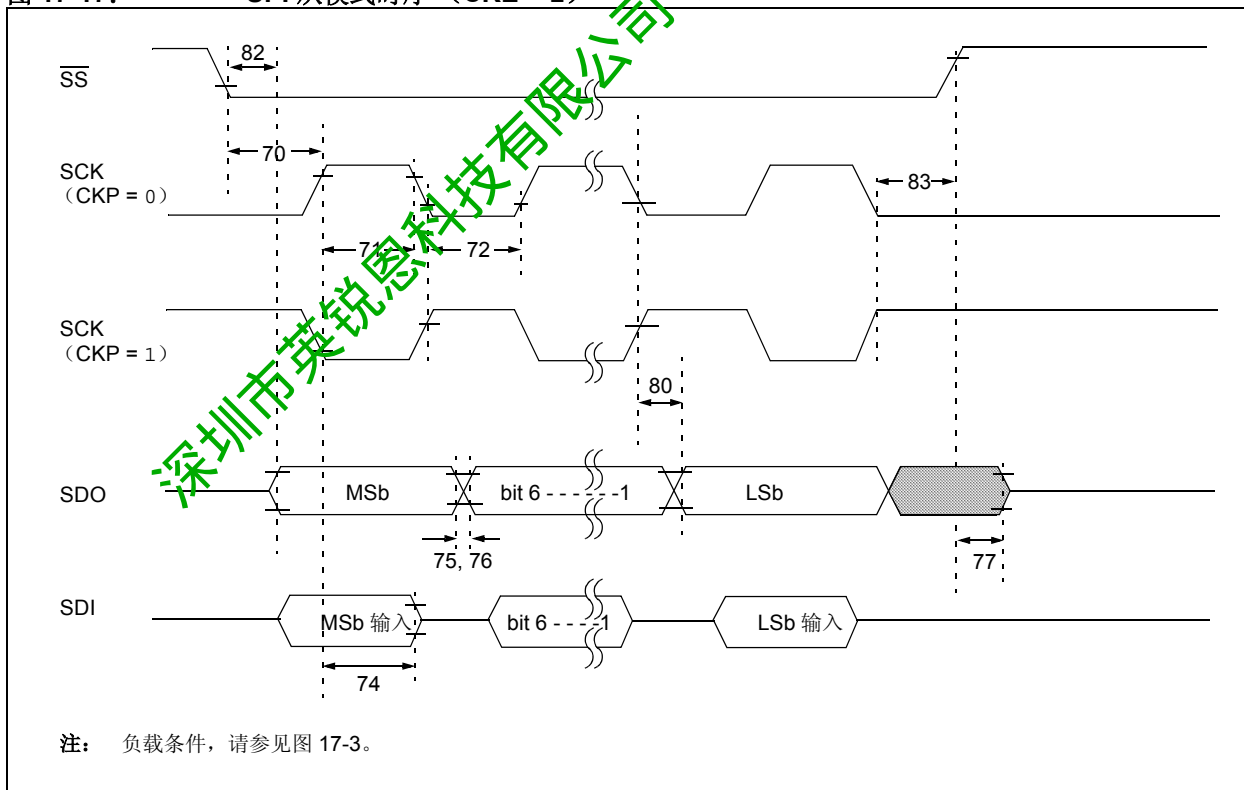 82
SS
70
SCK
（CKP = 0）
83
71
72
SCK
（CKP = 1）
80
SDO
MSb
bit 6 - - - - - -1
LSb
75, 76
77
SDI
MSb 输入
bit 6 - - - -1
LSb 输入
74
注： 负载条件，请参见图 17-3。
深圳市英锐恩科技有限公司